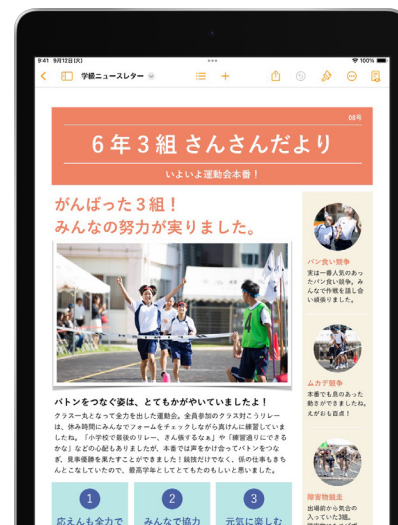 9:41 9月12日(火)
100%
学級ニュースレター
08号
6年3組 さんさんだより
いよいよ運動会本番！
がんばった3組！
みんなの努力が実りました。
バトンをつなぐ姿は、とてもかがやいていましたよ！
クラス一丸となって全力を出した運動会。全員参加のクラス対こうリレー
は、休み時間にみんなでフォームをチェックしながら真けんに練習していま
したね。「小学校で最後のリレー、きん張するなぁ」や「練習通りにできる
かな」などの心配もありましたが、本番では声をかけ合ってバトンをつな
ぎ、見事優勝を果たすことができました！競技だけでなく、係の仕事もきち
んとこなしていたので、最高学年としてとてもたのもしいと思いました。
1
応えんも全力で
2
みんなで協力
3
元気に楽しむ
パン食い競争
実は一番人気のあっ
たパン食い競争。み
んなで作戦を話し合
い頑張りました。
ムカデ競争
本番でも息のあった
動きができましたね。
えがおも百点！
障害物競走
出場前から気合の
入っていた3組。